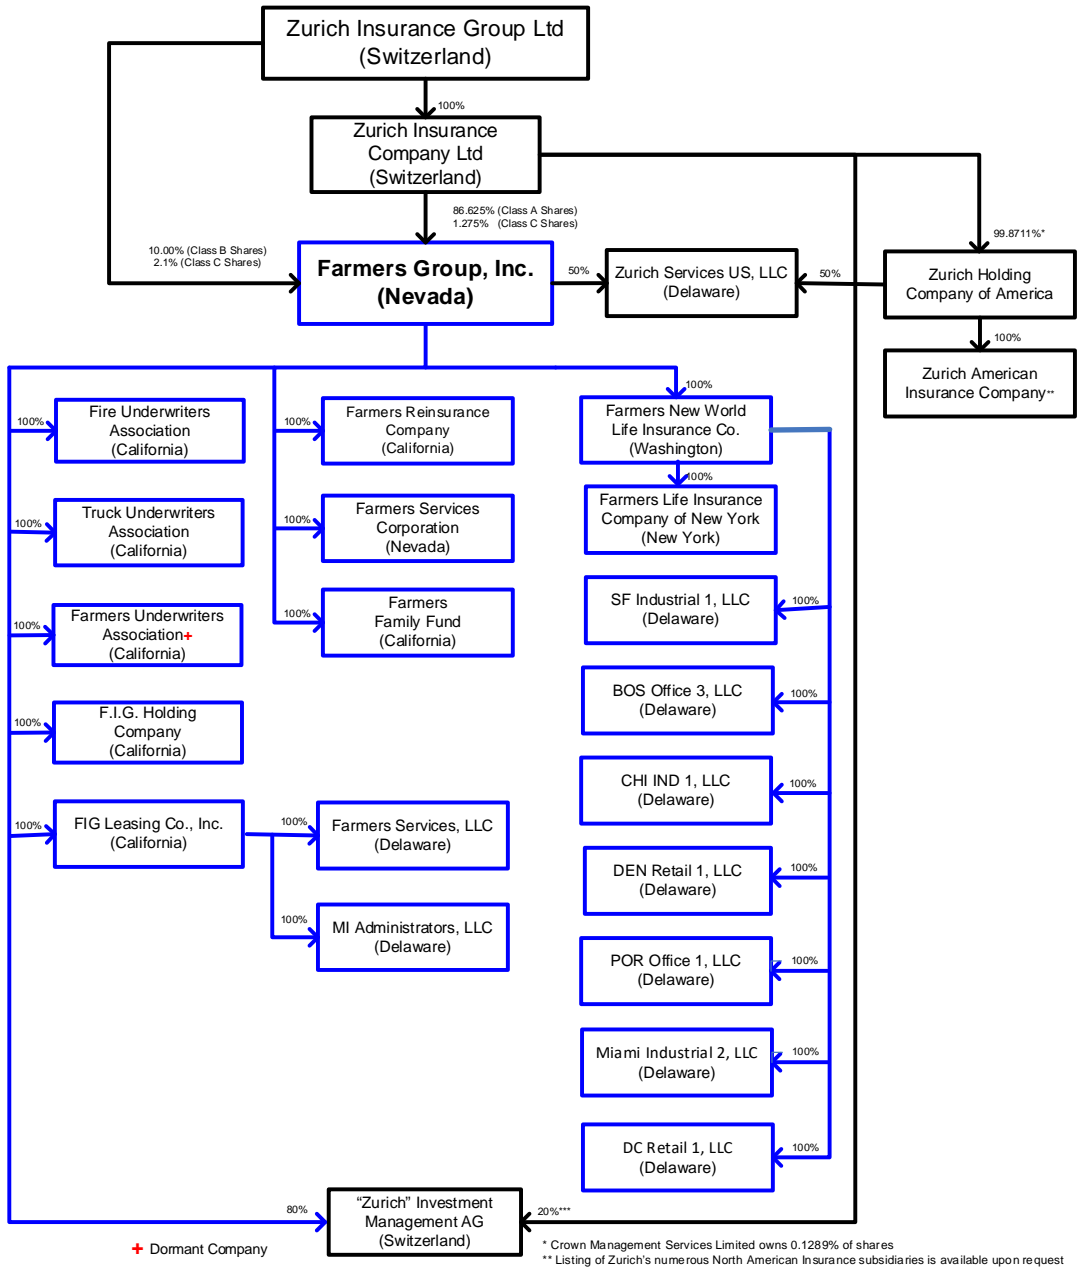 Zurich Insurance Group Ltd
(Switzerland)
100%
Zurich Insurance
Company Ltd
(Switzerland)
86.625% (Class A Shares)
1.275% (Class C Shares)
10.00% (Class B Shares)
2.1% (Class C Shares)
99.8711%*
Farmers Group, Inc.
(Nevada)
50%
Zurich Services US, LLC
(Delaware)
50%
Zurich Holding
Company of America
100%
Zurich American
Insurance Company**
100%
Fire Underwriters
Association
(California)
100%
Truck Underwriters
Association
(California)
100%
Farmers Underwriters
Association+
(California)
100%
F.I.G. Holding
Company
(California)
100%
FIG Leasing Co., Inc.
(California)
100%
Farmers Reinsurance
Company
(California)
100%
Farmers Services
Corporation
(Nevada)
100%
Farmers
Family Fund
(California)
100%
Farmers Services, LLC
(Delaware)
100%
MI Administrators, LLC
(Delaware)
100%
Farmers New World
Life Insurance Co.
(Washington)
100%
Farmers Life Insurance
Company of New York
(New York)
SF Industrial 1, LLC
(Delaware)
100%
BOS Office 3, LLC
(Delaware)
100%
CHI IND 1, LLC
(Delaware)
100%
DEN Retail 1, LLC
(Delaware)
100%
POR Office 1, LLC
(Delaware)
100%
Miami Industrial 2, LLC
(Delaware)
100%
DC Retail 1, LLC
(Delaware)
100%
80%
“Zurich” Investment
Management AG
(Switzerland)
20%***
+ Dormant Company
* Crown Management Services Limited owns 0.1289% of shares
** Listing of Zurich's numerous North American Insurance subsidiaries is available upon request